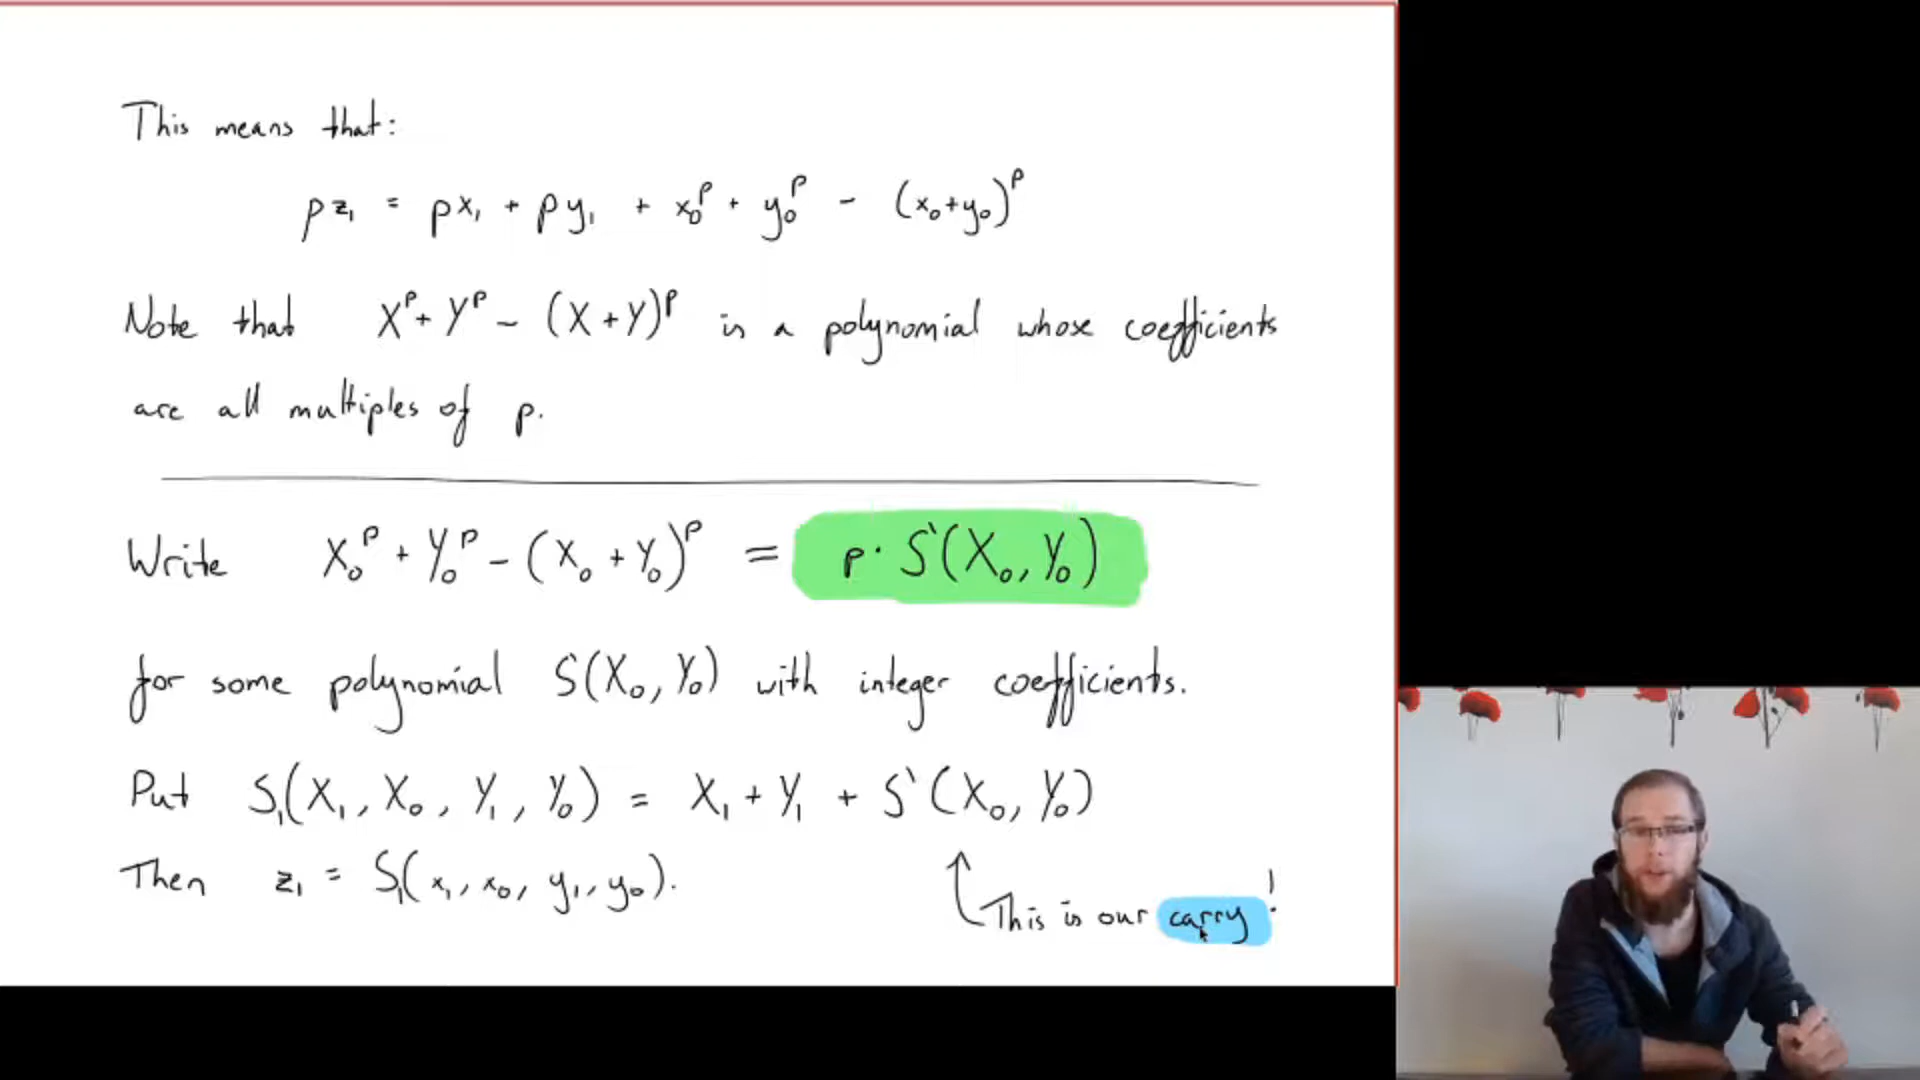 This means that:
pz₁ = px₁ + py₁ + x₀ᵖ + y₀ᵖ - (x₀+y₀)ᵖ
Note that Xᵖ + Yᵖ - (X+Y)ᵖ is a polynomial whose coefficients
are all multiples of p.
Write X₀ᵖ + Y₀ᵖ - (X₀ + Y₀)ᵖ = p · S(X₀, Y₀)
for some polynomial S(X₀, Y₀) with integer coefficients.
Put S₁(X₁, X₀, Y₁, Y₀) = X₁ + Y₁ + S(X₀, Y₀)
Then z₁ = S₁(x₁, x₀, y₁, y₀).
This is our carry!